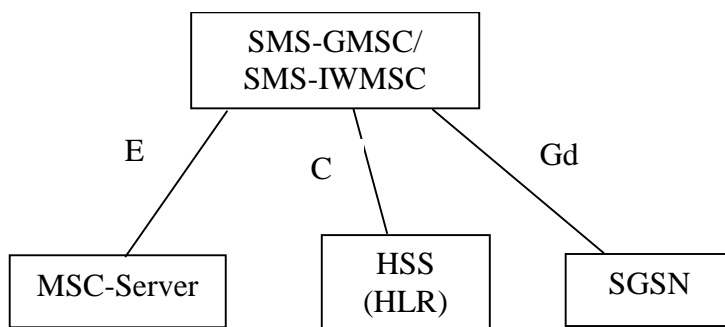 SMS-GMSC/
SMS-IWMSC
E
C
Gd
MSC-Server
HSS
(HLR)
SGSN